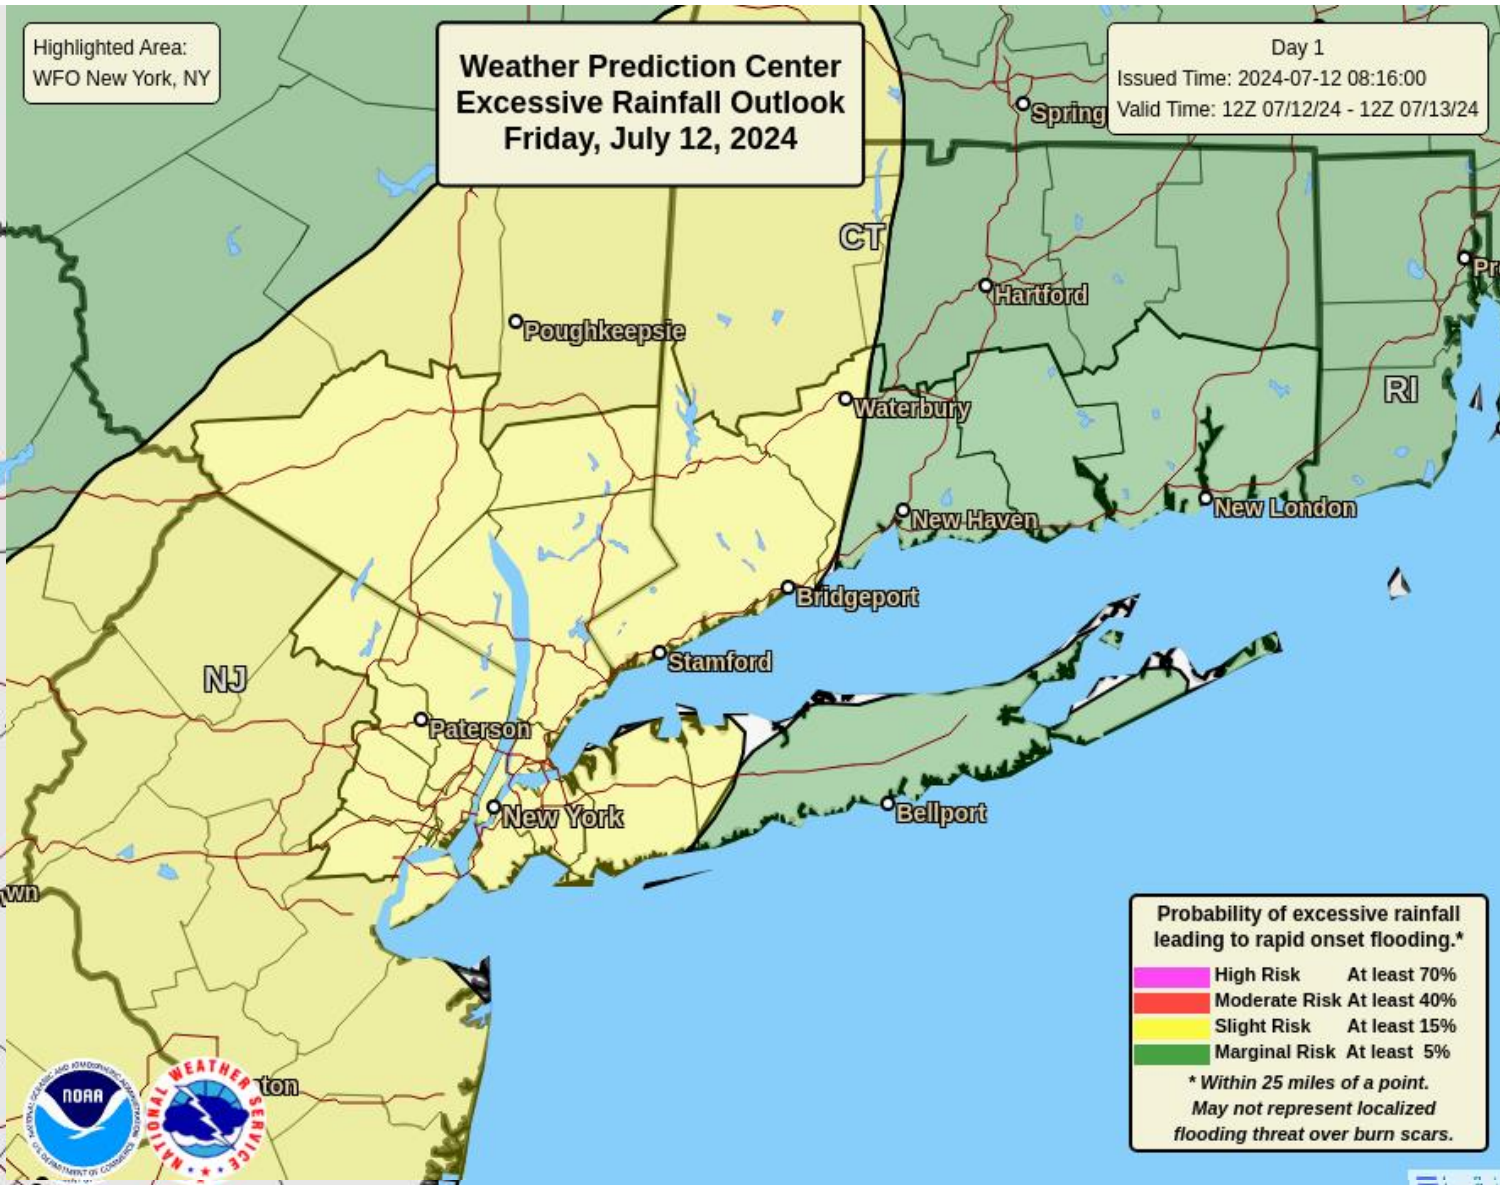 Highlighted Area:
WFO New York, NY
Weather Prediction Center
Excessive Rainfall Outlook
Friday, July 12, 2024
Day 1
Issued Time: 2024-07-12 08:16:00
Valid Time: 12Z 07/12/24 - 12Z 07/13/24
Spring
CT
Pr
Hartford
Poughkeepsie
RI
Waterbury
New London
New Haven
Bridgeport
Stamford
NJ
Paterson
New York
Bellport
wn
ton
Probability of excessive rainfall
leading to rapid onset flooding.*
High Risk At least 70%
Moderate Risk At least 40%
Slight Risk At least 15%
Marginal Risk At least 5%
* Within 25 miles of a point.
May not represent localized
flooding threat over burn scars.
NOAA
NATIONAL WEATHER SERVICE